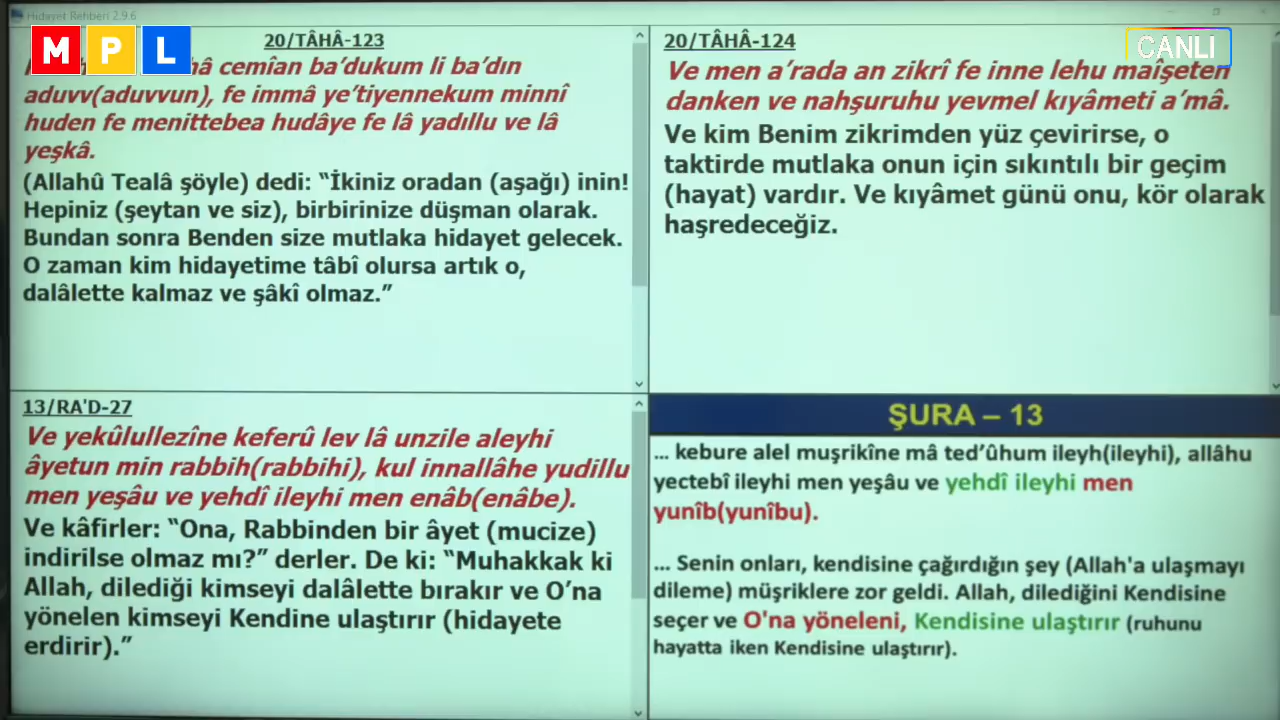 Hidayet Rehberi 2.9.6
MPL
CANLI
20/TÂHÂ-123
cemîan ba’dukum li ba’dın
aduvv(aduvvun), fe immâ ye’tiyennekum minnî
huden fe menittebea hudâye fe lâ yadıllu ve lâ
yeşkâ.
(Allahû Tealâ şöyle) dedi: “İkiniz oradan (aşağı) inin!
Hepiniz (şeytan ve siz), birbirinize düşman olarak.
Bundan sonra Benden size mutlaka hidayet gelecek.
O zaman kim hidayetime tâbî olursa artık o,
dalâlette kalmaz ve şâkî olmaz.”
20/TÂHÂ-124
Ve men a’rada an zikrî fe inne lehu maîşeten
danken ve nahşuruhu yevmel kıyâmeti a’mâ.
Ve kim Benim zikrimden yüz çevirirse, o
taktirde mutlaka onun için sıkıntılı bir geçim
(hayat) vardır. Ve kıyâmet günü onu, kör olarak
haşredeceğiz.
13/RA'D-27
Ve yekûlullezîne keferû lev lâ unzile aleyhi
âyetun min rabbih(rabbihi), kul innallâhe yudillu
men yeşâu ve yehdî ileyhi men enâb(enâbe).
Ve kâfirler: “Ona, Rabbinden bir âyet (mucize)
indirilse olmaz mı?” derler. De ki: “Muhakkak ki
Allah, dilediği kimseyi dalâlette bırakır ve O’na
yönelen kimseyi Kendine ulaştırır (hidayete
erdirir).”
ŞURA – 13
... kebure alel muşrikîne mâ ted’ûhum ileyh(ileyhi), allâhu
yectebî ileyhi men yeşâu ve yehdî ileyhi men
yunîb(yunîbu).
... Senin onları, kendisine çağırdığın şey (Allah'a ulaşmayı
dileme) müşriklere zor geldi. Allah, dilediğini Kendisine
seçer ve O'na yöneleni, Kendisine ulaştırır (ruhunu
hayatta iken Kendisine ulaştırır).